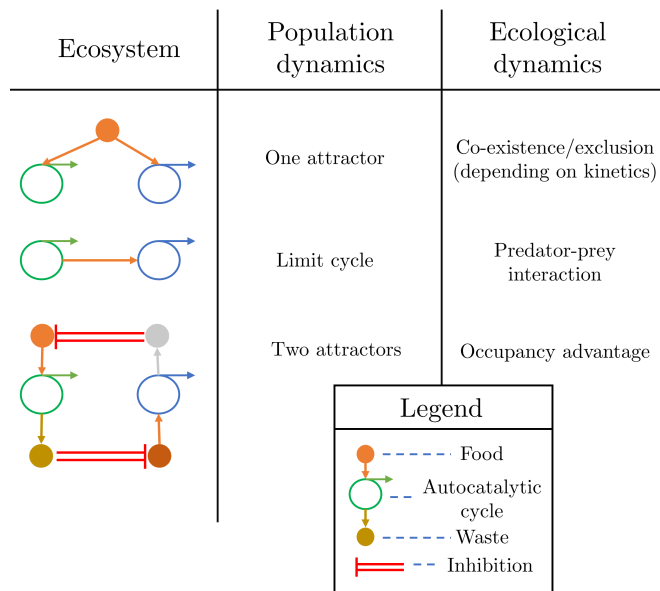 Ecosystem
Population
dynamics
Ecological
dynamics
One attractor
Co-existence/exclusion
(depending on kinetics)
Limit cycle
Predator-prey
interaction
Two attractors
Occupancy advantage
Legend
Food
Autocatalytic
cycle
Waste
Inhibition